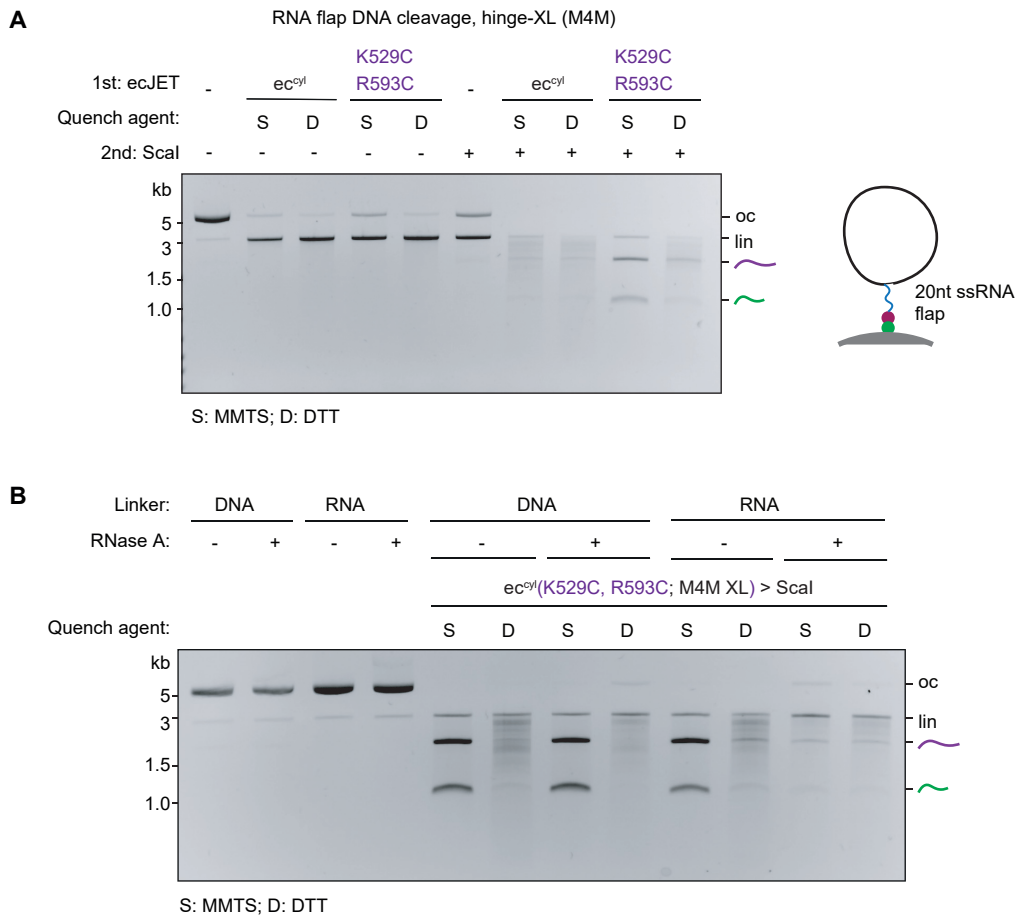 A
RNA flap DNA cleavage, hinge-XL (M4M)
K529C K529C
1st: ecJET - ec^cyl R593C - ec^cyl R593C
Quench agent: S D S D S D S D
2nd: ScaI - - - - - + + + + +
kb
5 oc
3 lin
1.5
1.0
20nt ssRNA
flap
S: MMTS; D: DTT
B
Linker: DNA RNA DNA RNA
RNase A: - + - + - + - +
ec^cyl(K529C, R593C; M4M XL) > ScaI
Quench agent: S D S D S D S D
kb
5 oc
3 lin
1.5
1.0
S: MMTS; D: DTT